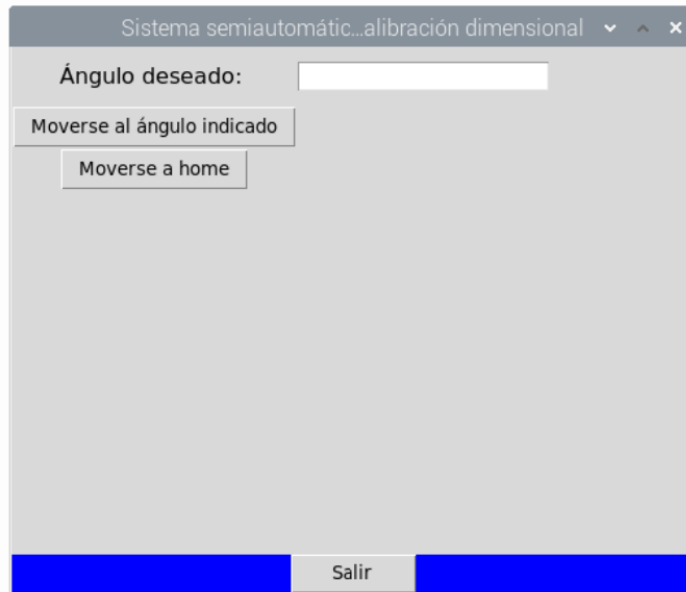 Sistema semiautomátic...alibración dimensional
Ángulo deseado:
Moverse al ángulo indicado
Moverse a home
Salir